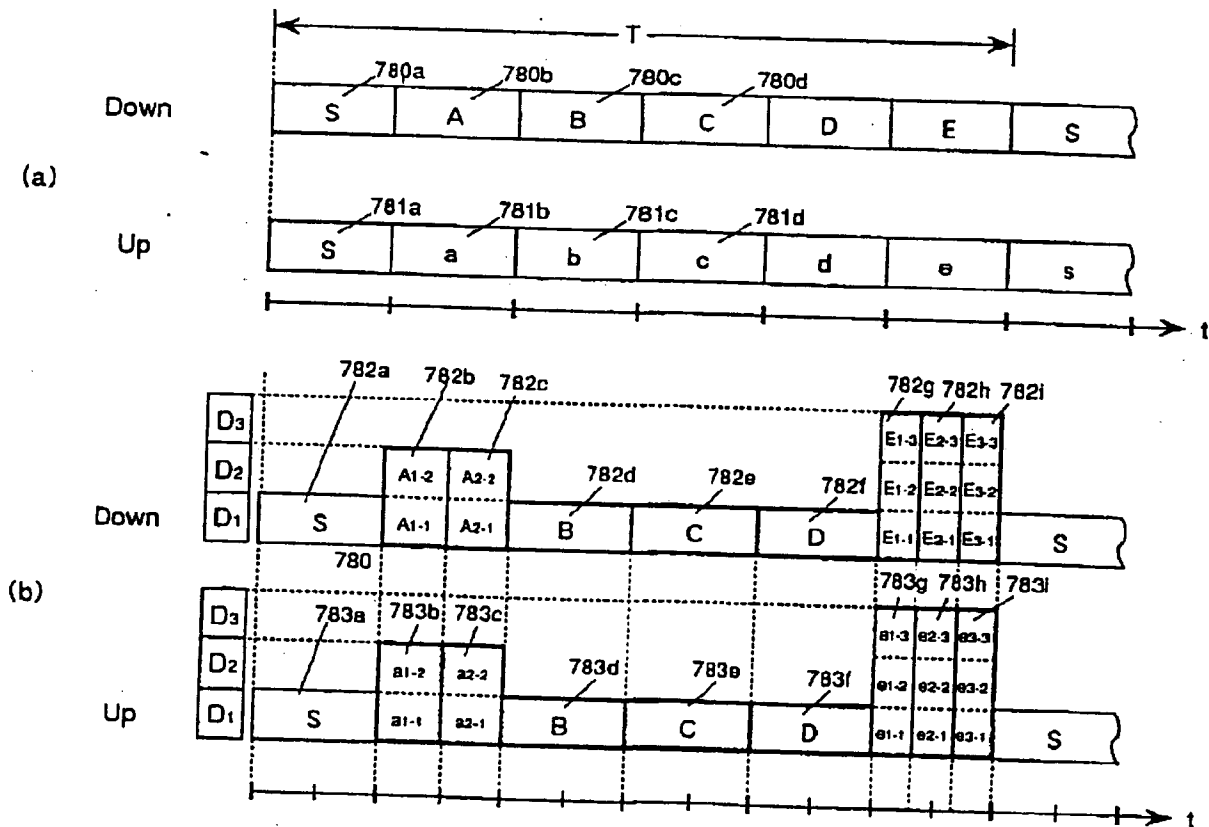 T
780a 780b 780c 780d
Down S A B C D E S
(a)
781a 781b 781c 781d
Up S a b c d e s
t
782a 782b 782c 782g 782h 782i
D3 E1-3 E2-3 E3-3
D2 A1-2 A2-2 782d 782e 782f E1-2 E2-2 E3-2
Down D1 S A1-1 A2-1 B C D E1-1 E2-1 E3-1 S
780
(b)
783a 783b 783c 783g 783h 783i
D3 e1-3 e2-3 e3-3
D2 a1-2 a2-2 783d 783e 783f e1-2 e2-2 e3-2
Up D1 S a1-1 a2-1 B C D e1-1 e2-1 e3-1 S
t